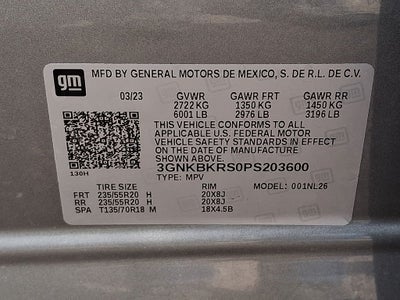 gm
MFD BY GENERAL MOTORS DE MEXICO, S. DE R.L. DE C.V.
03/23 GVWR GAWR FRT GAWR RR
2722 KG 1350 KG 1450 KG
6001 LB 2976 LB 3196 LB
THIS VEHICLE CONFORMS TO ALL
APPLICABLE U.S. FEDERAL MOTOR
VEHICLE SAFETY STANDARDS IN EFFECT
ON THE DATE OF MANUFACTURE
SHOWN ABOVE.
3GNKBKRS0PS203600
130H TYPE: MPV
TIRE SIZE RIM MODEL: 001NL26
FRT 235/55R20 H 20X8J
RR 235/55R20 H 20X8J
SPA T135/70R18 M 18X4.5B